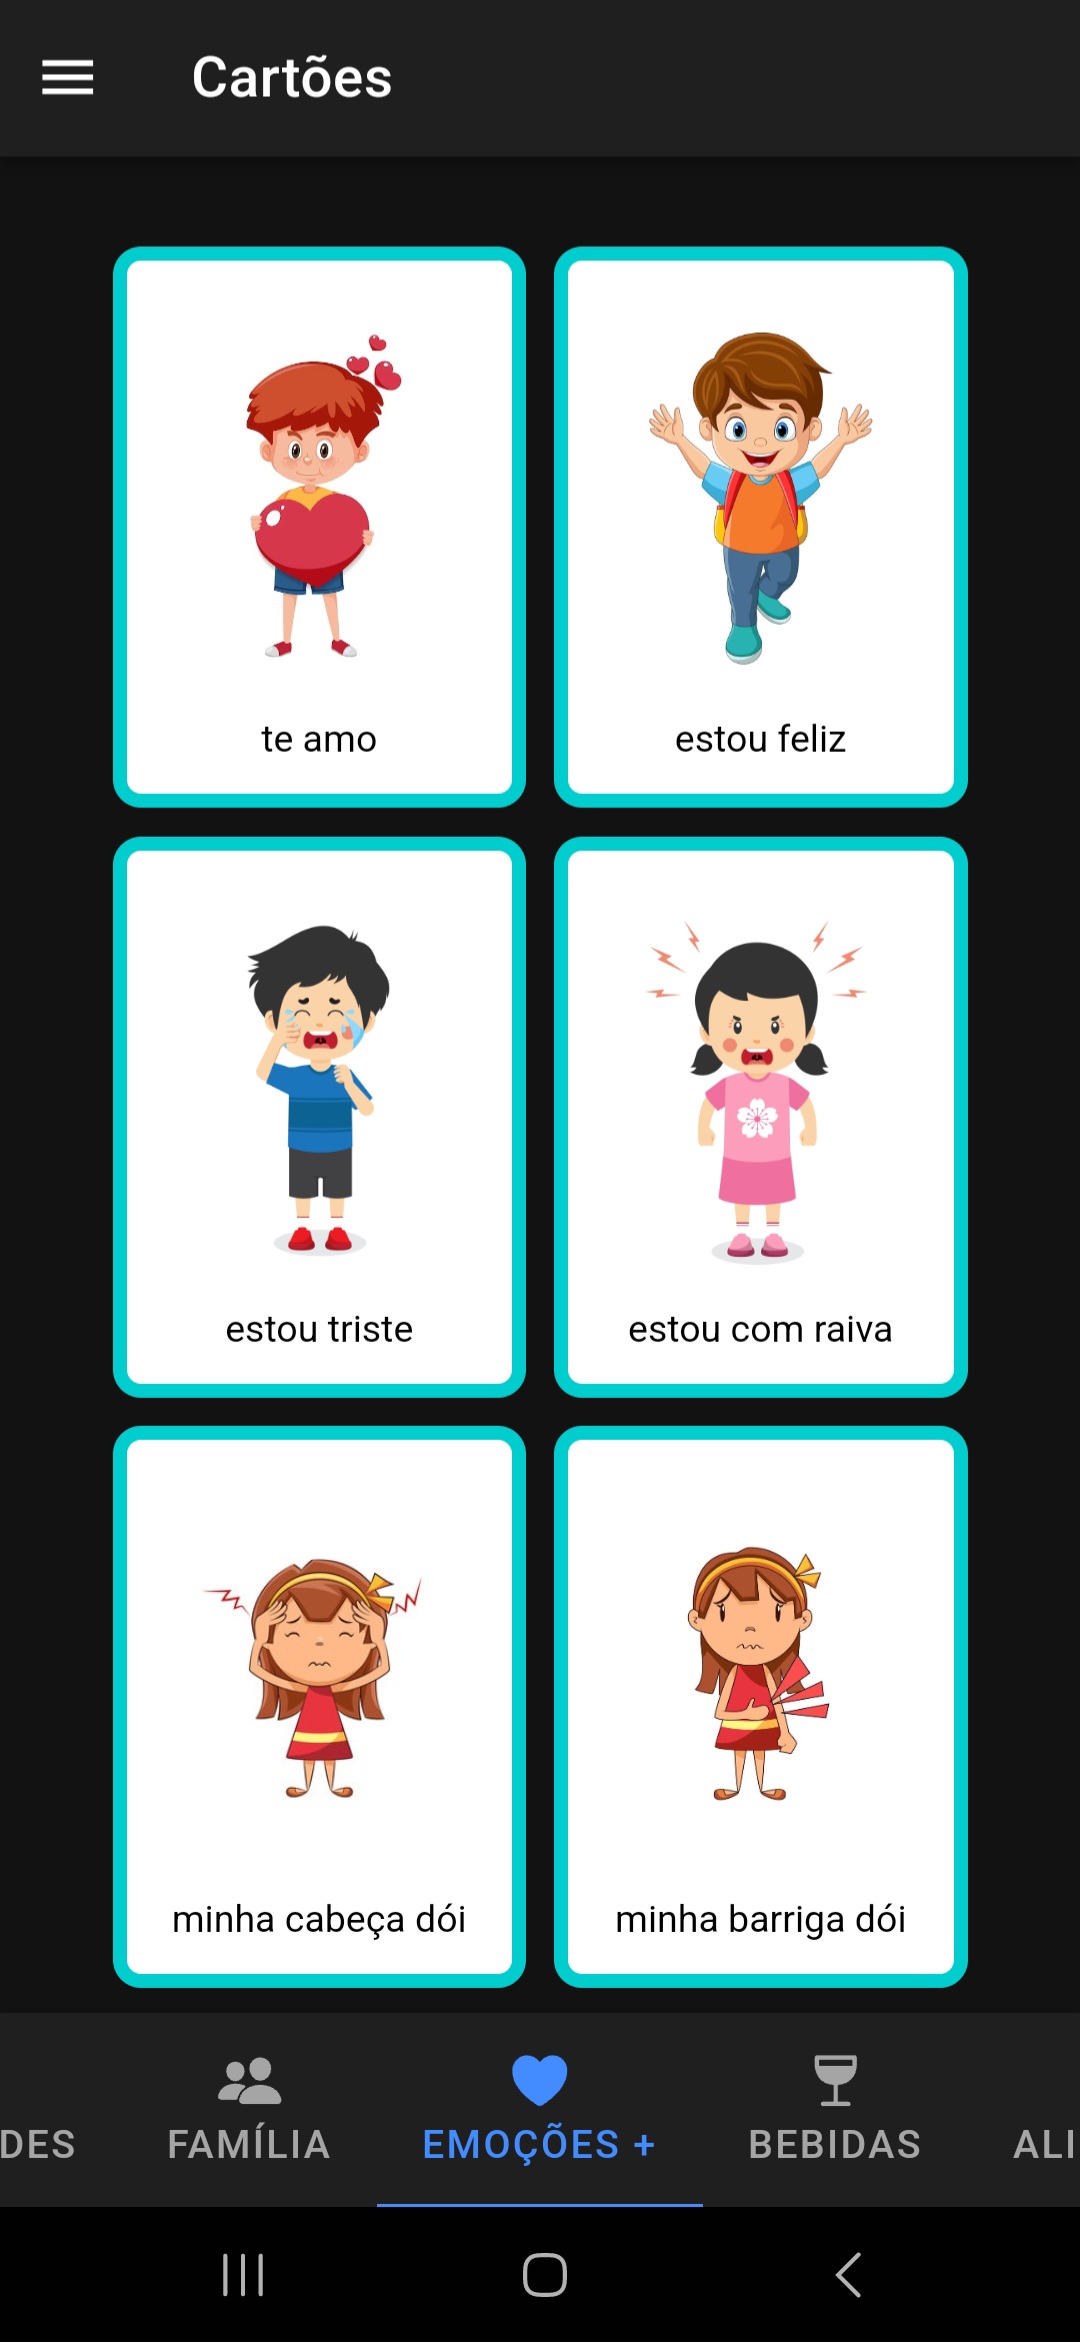 Cartões
te amo
estou feliz
estou triste
estou com raiva
minha cabeça dói
minha barriga dói
DES
FAMÍLIA
EMOÇÕES +
BEBIDAS
ALI